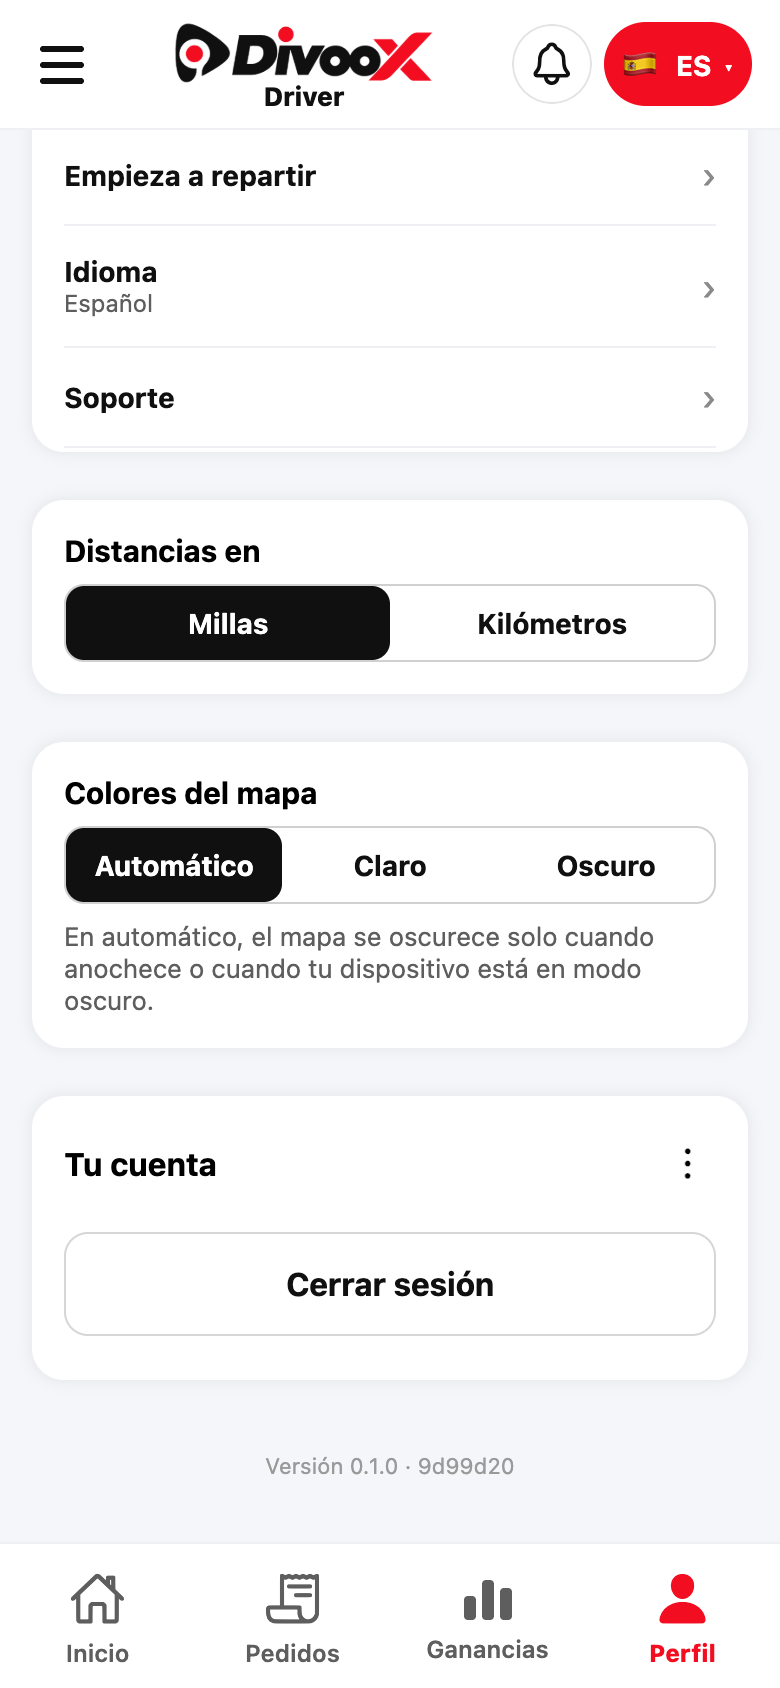 DivooX
Driver
ES
Empieza a repartir
Idioma
Español
Soporte
Distancias en
Millas
Kilómetros
Colores del mapa
Automático
Claro
Oscuro
En automático, el mapa se oscurece solo cuando
anochece o cuando tu dispositivo está en modo
oscuro.
Tu cuenta
Cerrar sesión
Versión 0.1.0 · 9d99d20
Inicio
Pedidos
Ganancias
Perfil